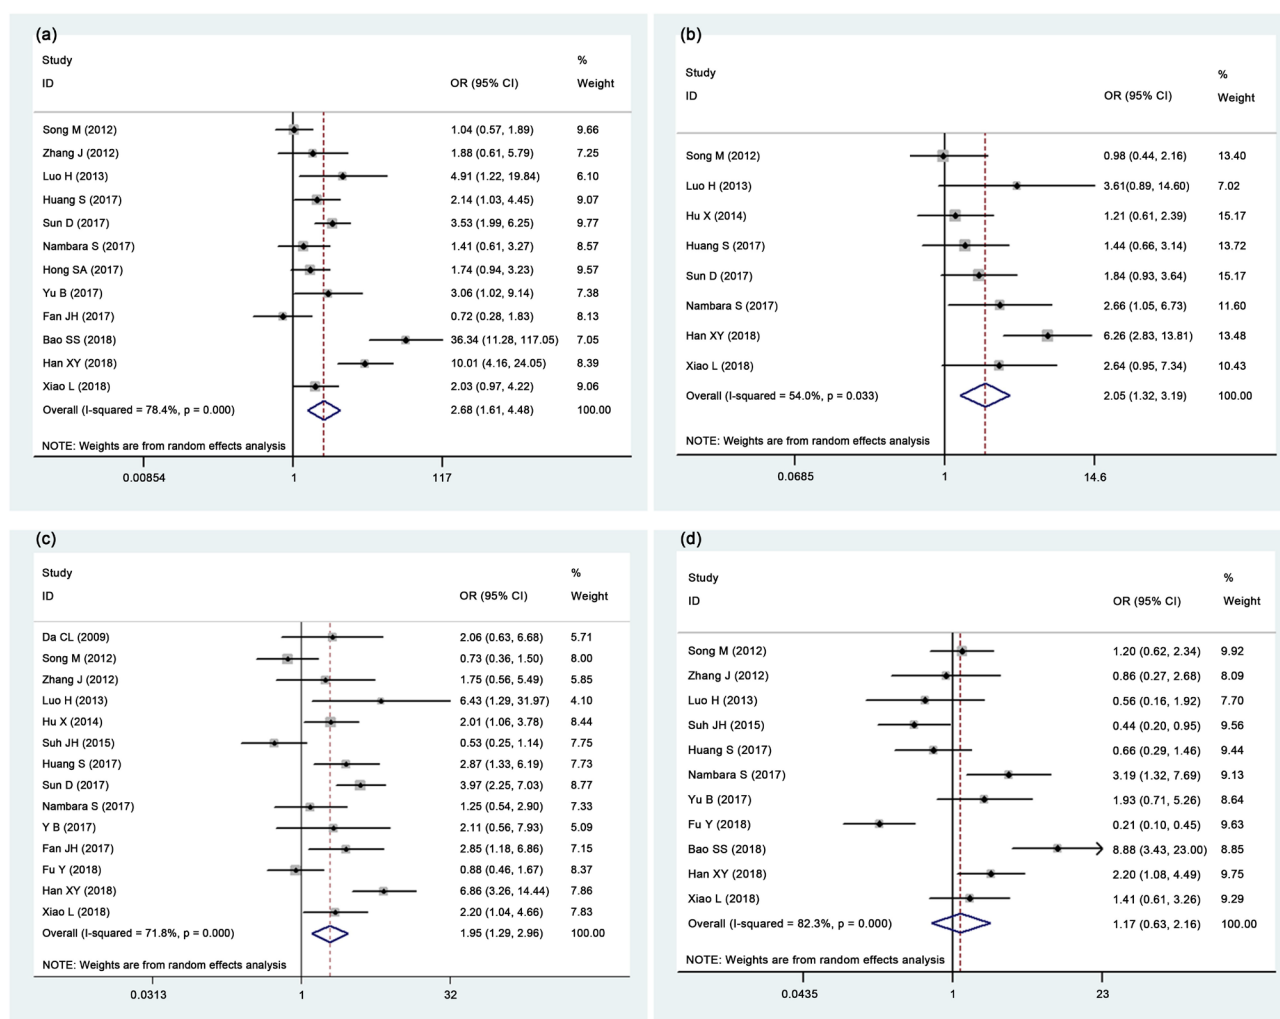 (a)
Study %
ID OR (95% CI) Weight
Song M (2012) 1.04 (0.57, 1.89) 9.66
Zhang J (2012) 1.88 (0.61, 5.79) 7.25
Luo H (2013) 4.91 (1.22, 19.84) 6.10
Huang S (2017) 2.14 (1.03, 4.45) 9.07
Sun D (2017) 3.53 (1.99, 6.25) 9.77
Nambara S (2017) 1.41 (0.61, 3.27) 8.57
Hong SA (2017) 1.74 (0.94, 3.23) 9.57
Yu B (2017) 3.06 (1.02, 9.14) 7.38
Fan JH (2017) 0.72 (0.28, 1.83) 8.13
Bao SS (2018) 36.34 (11.28, 117.05) 7.05
Han XY (2018) 10.01 (4.16, 24.05) 8.39
Xiao L (2018) 2.03 (0.97, 4.22) 9.06
Overall (I-squared = 78.4%, p = 0.000) 2.68 (1.61, 4.48) 100.00
NOTE: Weights are from random effects analysis
0.00854 1 117
(b)
Study %
ID OR (95% CI) Weight
Song M (2012) 0.98 (0.44, 2.16) 13.40
Luo H (2013) 3.61(0.89, 14.60) 7.02
Hu X (2014) 1.21 (0.61, 2.39) 15.17
Huang S (2017) 1.44 (0.66, 3.14) 13.72
Sun D (2017) 1.84 (0.93, 3.64) 15.17
Nambara S (2017) 2.66 (1.05, 6.73) 11.60
Han XY (2018) 6.26 (2.83, 13.81) 13.48
Xiao L (2018) 2.64 (0.95, 7.34) 10.43
Overall (I-squared = 54.0%, p = 0.033) 2.05 (1.32, 3.19) 100.00
NOTE: Weights are from random effects analysis
0.0685 1 14.6
(c)
Study %
ID OR (95% CI) Weight
Da CL (2009) 2.06 (0.63, 6.68) 5.71
Song M (2012) 0.73 (0.36, 1.50) 8.00
Zhang J (2012) 1.75 (0.56, 5.49) 5.85
Luo H (2013) 6.43 (1.29, 31.97) 4.10
Hu X (2014) 2.01 (1.06, 3.78) 8.44
Suh JH (2015) 0.53 (0.25, 1.14) 7.75
Huang S (2017) 2.87 (1.33, 6.19) 7.73
Sun D (2017) 3.97 (2.25, 7.03) 8.77
Nambara S (2017) 1.25 (0.54, 2.90) 7.33
Y B (2017) 2.11 (0.56, 7.93) 5.09
Fan JH (2017) 2.85 (1.18, 6.86) 7.15
Fu Y (2018) 0.88 (0.46, 1.67) 8.37
Han XY (2018) 6.86 (3.26, 14.44) 7.86
Xiao L (2018) 2.20 (1.04, 4.66) 7.83
Overall (I-squared = 71.8%, p = 0.000) 1.95 (1.29, 2.96) 100.00
NOTE: Weights are from random effects analysis
0.0313 1 32
(d)
Study %
ID OR (95% CI) Weight
Song M (2012) 1.20 (0.62, 2.34) 9.92
Zhang J (2012) 0.86 (0.27, 2.68) 8.09
Luo H (2013) 0.56 (0.16, 1.92) 7.70
Suh JH (2015) 0.44 (0.20, 0.95) 9.56
Huang S (2017) 0.66 (0.29, 1.46) 9.44
Nambara S (2017) 3.19 (1.32, 7.69) 9.13
Yu B (2017) 1.93 (0.71, 5.26) 8.64
Fu Y (2018) 0.21 (0.10, 0.45) 9.63
Bao SS (2018) 8.88 (3.43, 23.00) 8.85
Han XY (2018) 2.20 (1.08, 4.49) 9.75
Xiao L (2018) 1.41 (0.61, 3.26) 9.29
Overall (I-squared = 82.3%, p = 0.000) 1.17 (0.63, 2.16) 100.00
NOTE: Weights are from random effects analysis
0.0435 1 23